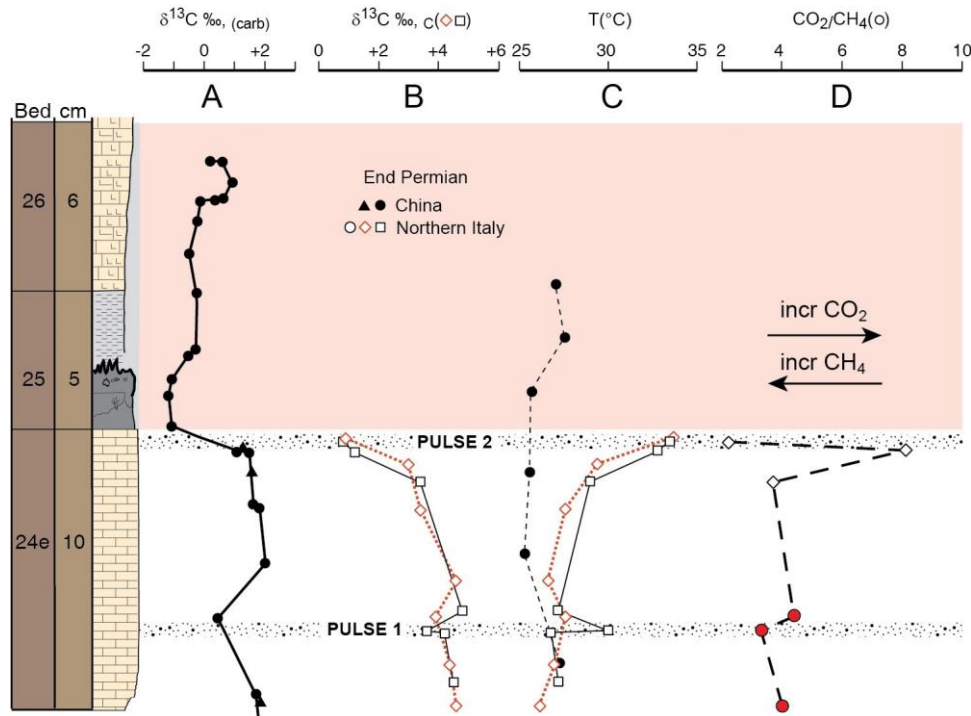 δ13C ‰, (carb)
δ13C ‰, C(◇□)
T(°C)
CO2/CH4(○)
-2 0 +2
0 +2 +4 +6
25 30 35
2 4 6 8 10
A
B
C
D
Bed cm
End Permian
▲● China
○◇□ Northern Italy
26 6
incr CO2
incr CH4
25 5
PULSE 2
24e 10
PULSE 1